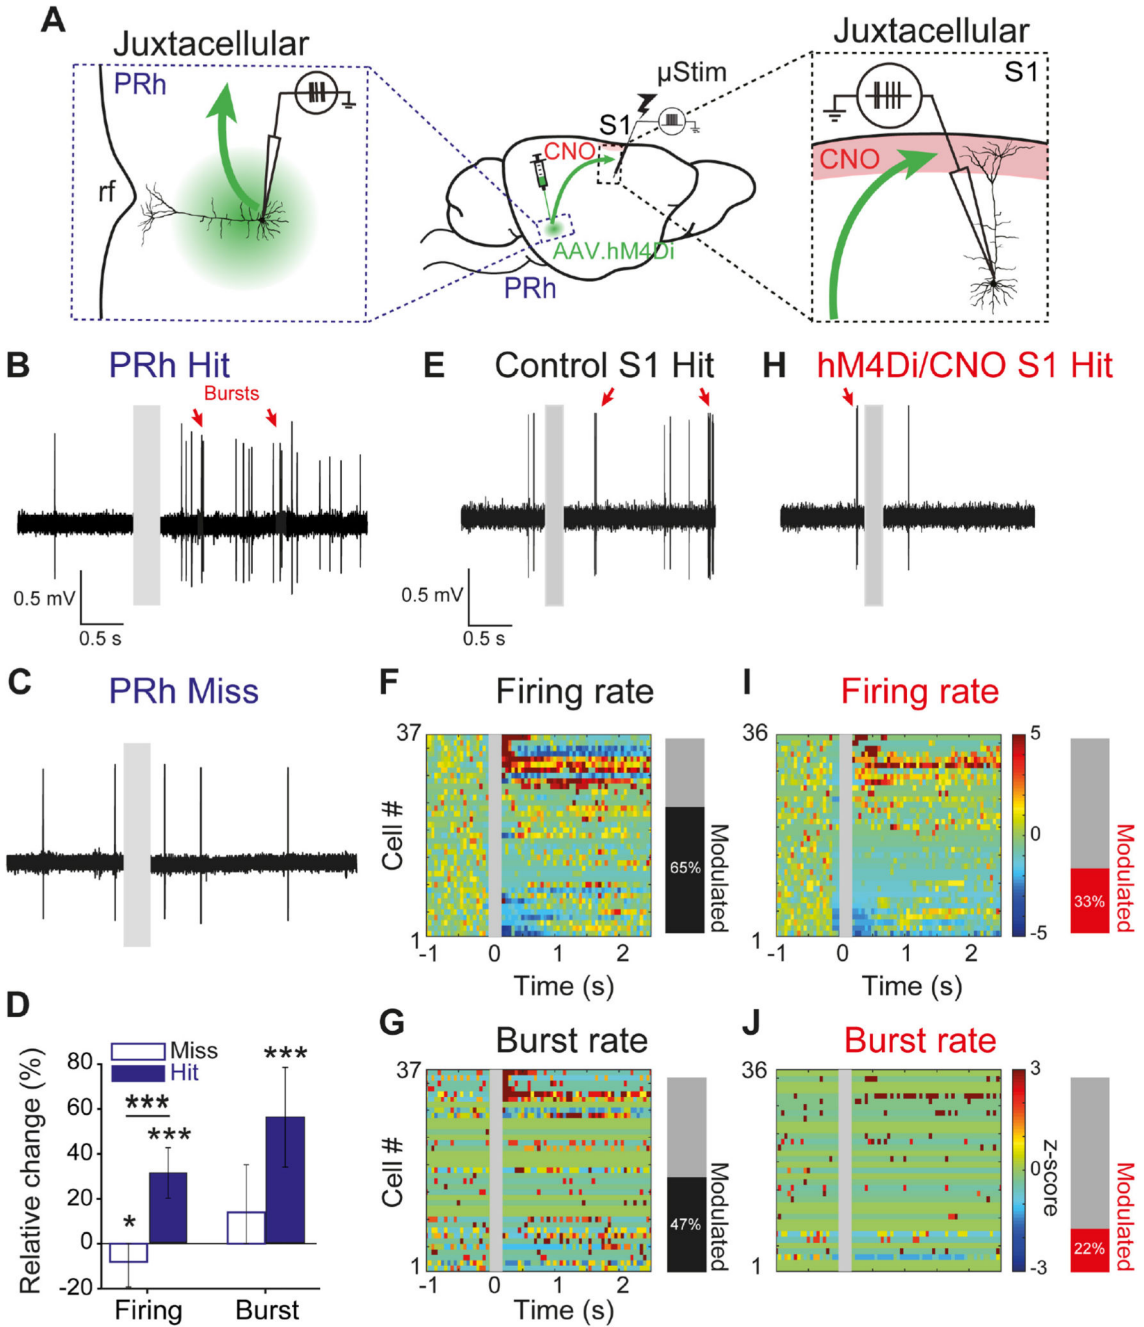 A
Juxtacellular
PRh
rf
µStim
S1
CNO
AAV.hM4Di
PRh
Juxtacellular
S1
CNO
B
PRh Hit
Bursts
0.5 mV
0.5 s
E
Control S1 Hit
0.5 mV
0.5 s
H
hM4Di/CNO S1 Hit
C
PRh Miss
D
Relative change (%)
80
60
40
20
0
-20
Miss
Hit
***
***
*
***
Firing
Burst
F
Firing rate
37
Cell #
1
-1
0
1
2
Time (s)
65%
Modulated
I
Firing rate
36
1
-1
0
1
2
Time (s)
5
0
-5
33%
Modulated
G
Burst rate
37
Cell #
1
-1
0
1
2
Time (s)
47%
Modulated
J
Burst rate
36
1
3
0
-3
z-score
22%
Modulated